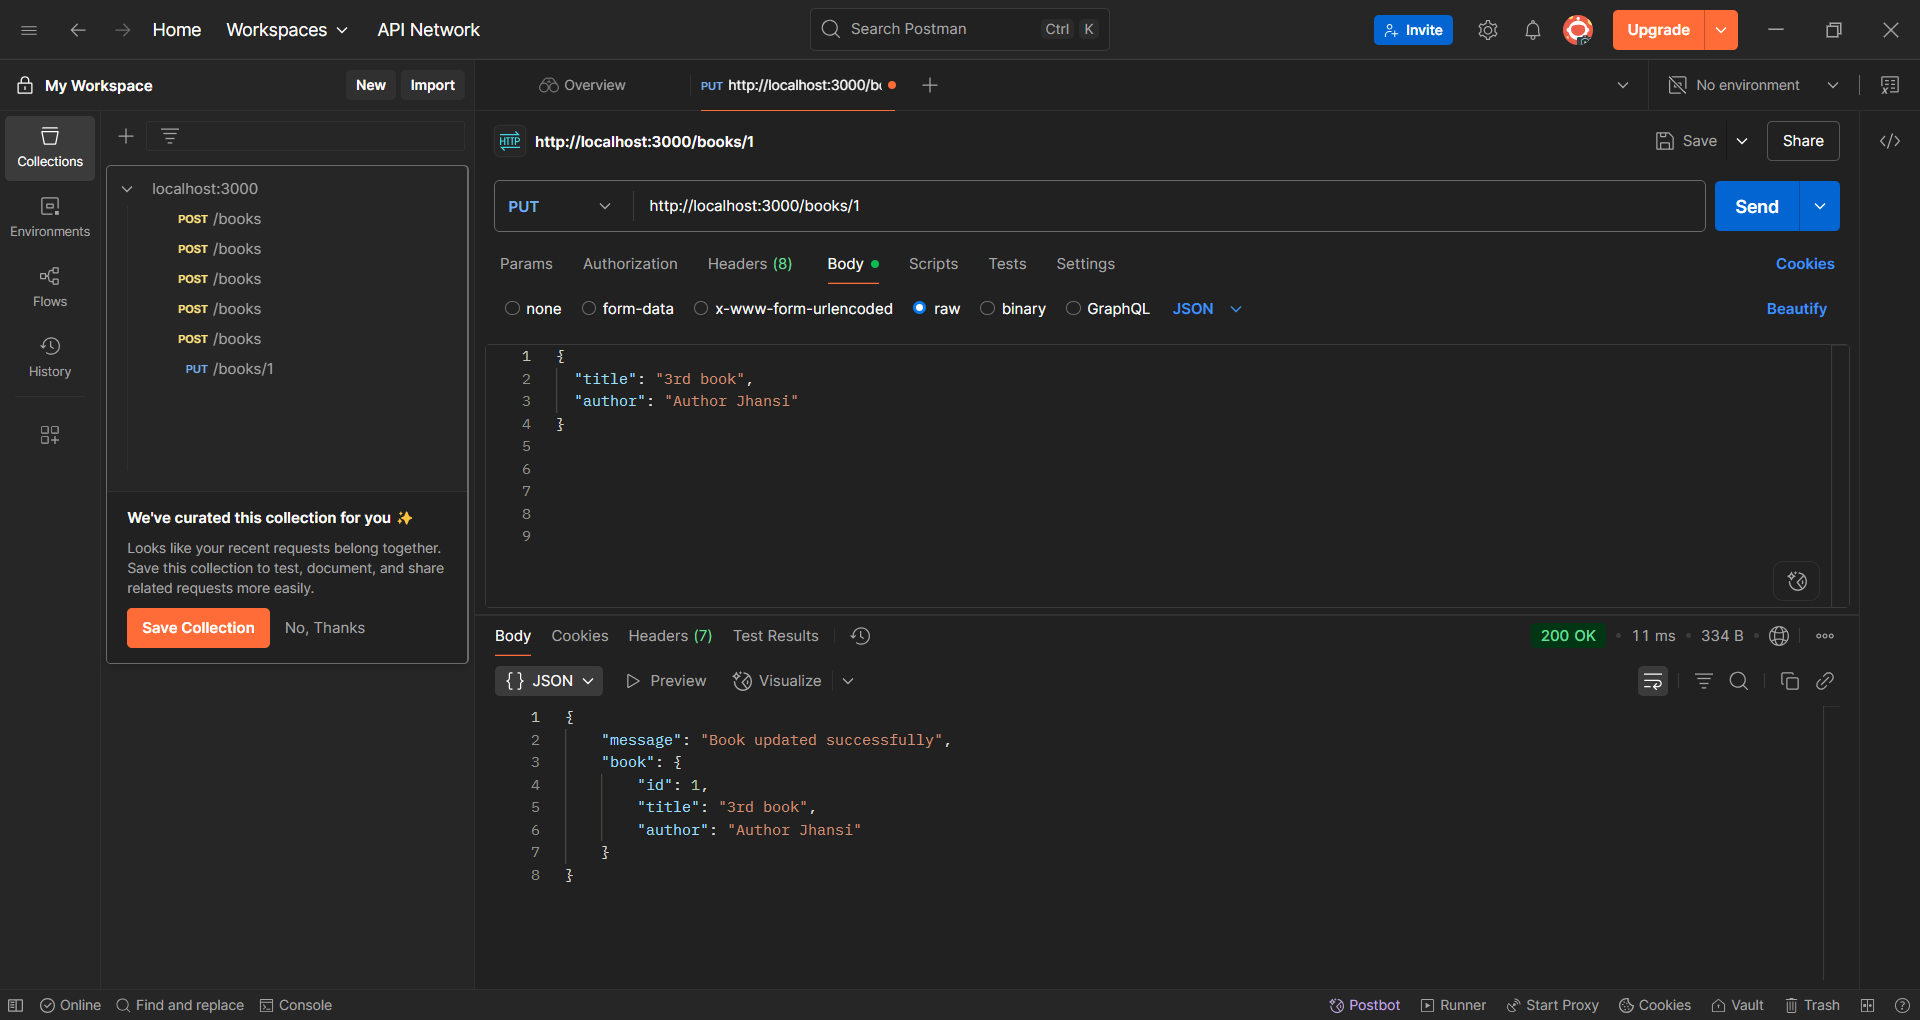 Home Workspaces API Network Search Postman Ctrl K Invite Upgrade
My Workspace New Import Overview PUT http://localhost:3000/b No environment
Collections
Environments
Flows
History
localhost:3000
POST /books
POST /books
POST /books
POST /books
POST /books
PUT /books/1
We've curated this collection for you ✨
Looks like your recent requests belong together.
Save this collection to test, document, and share
related requests more easily.
Save Collection No, Thanks
HTTP http://localhost:3000/books/1 Save Share
PUT http://localhost:3000/books/1 Send
Params Authorization Headers (8) Body Scripts Tests Settings Cookies
none form-data x-www-form-urlencoded raw binary GraphQL JSON Beautify
1 {
2 "title": "3rd book",
3 "author": "Author Jhansi"
4 }
5
6
7
8
9
Body Cookies Headers (7) Test Results 200 OK • 11 ms • 334 B •
{} JSON Preview Visualize
1 {
2 "message": "Book updated successfully",
3 "book": {
4 "id": 1,
5 "title": "3rd book",
6 "author": "Author Jhansi"
7 }
8 }
Online Find and replace Console Postbot Runner Start Proxy Cookies Vault Trash